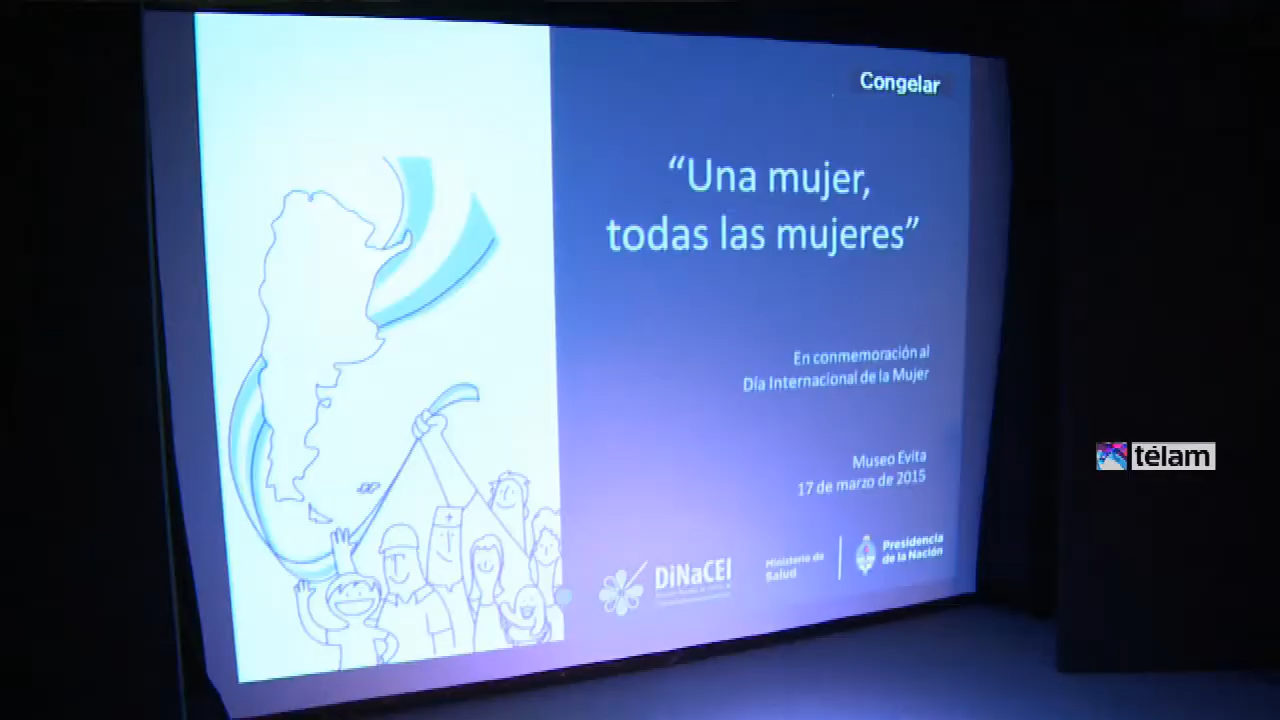 Congelar
“Una mujer,
todas las mujeres”
En conmemoración al
Día Internacional de la Mujer
Museo Evita
17 de marzo de 2015
DiNaCEI
Ministerio de
Salud
Presidencia
de la Nación
télam